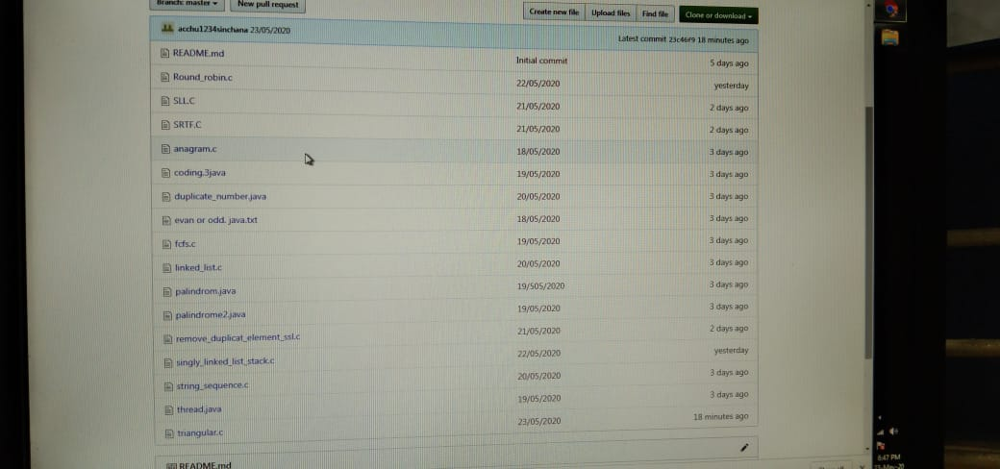 Branch: master
New pull request
Create new file Upload files Find file Clone or download
acchu1234sinchana 23/05/2020 Latest commit 23c46f9 18 minutes ago
README.md Initial commit 5 days ago
Round_robin.c 22/05/2020 yesterday
SLL.C 21/05/2020 2 days ago
SRTF.C 21/05/2020 2 days ago
anagram.c 18/05/2020 3 days ago
coding.3java 19/05/2020 3 days ago
duplicate_number.java 20/05/2020 3 days ago
evan or odd. java.txt 18/05/2020 3 days ago
fcfs.c 19/05/2020 3 days ago
linked_list.c 20/05/2020 3 days ago
palindrom.java 19/505/2020 3 days ago
palindrome2.java 19/05/2020 3 days ago
remove_duplicat_element_ssl.c 21/05/2020 2 days ago
singly_linked_list_stack.c 22/05/2020 yesterday
string_sequence.c 20/05/2020 3 days ago
thread.java 19/05/2020 3 days ago
triangular.c 23/05/2020 18 minutes ago
README.md
6:47 PM